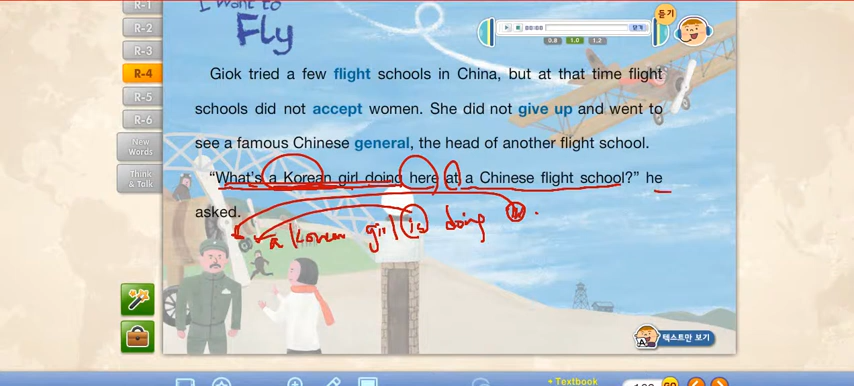 R-1
R-2
R-3
R-4
R-5
R-6
New
Words
Think
& Talk
I Want to
Fly
듣기
00:00
0.8 1.0 1.2
Giok tried a few flight schools in China, but at that time flight
schools did not accept women. She did not give up and went to
see a famous Chinese general, the head of another flight school.
"What's a Korean girl doing here at a Chinese flight school?" he
asked.
a Korean girl is doing
텍스트만 보기
• Textbook
GO